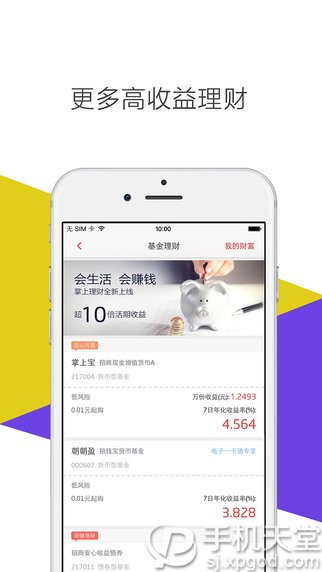 更多高收益理财
无 SIM 卡
10:00
基金理财
我的财富
会生活 会赚钱
掌上理财全新上线
超10倍活期收益
安心可靠
掌上宝 招商现金增值货币A
217004 货币型基金
低风险
万份收益(元):1.2493
0.01元起购
7日年化收益率(%):
4.564
朝朝盈 招钱宝货币基金
电子一卡通专享
000607 货币型基金
低风险
0.01元起购
7日年化收益率(%):
3.828
稳健理财
招商安心收益债券
217011 债券型基金
手机天堂
sj.xpgod.com